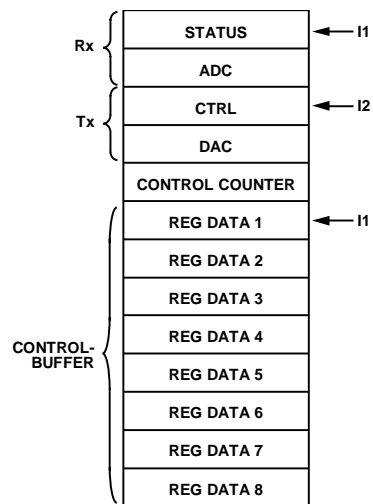 Rx
STATUS
I1
ADC
Tx
CTRL
I2
DAC
CONTROL COUNTER
REG DATA 1
I1
REG DATA 2
REG DATA 3
REG DATA 4
CONTROL-
BUFFER
REG DATA 5
REG DATA 6
REG DATA 7
REG DATA 8